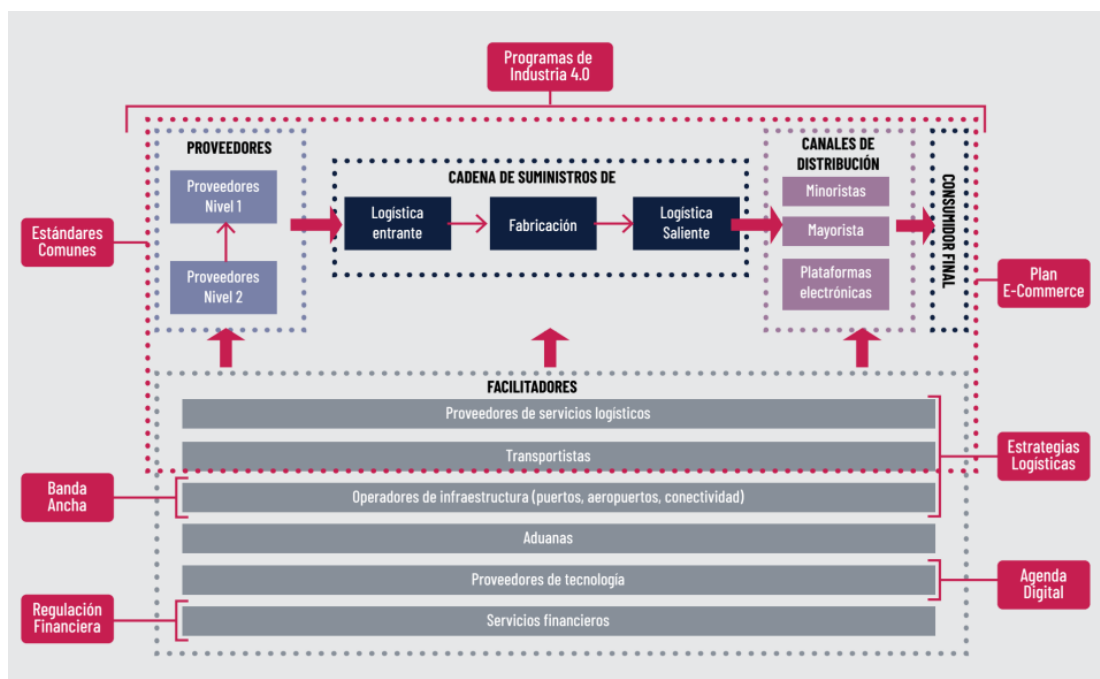 Programas de
Industria 4.0
PROVEEDORES
Proveedores
Nivel 1
Proveedores
Nivel 2
CADENA DE SUMINISTROS DE
Logística
entrante
Fabricación
Logística
Saliente
CANALES DE
DISTRIBUCIÓN
Minoristas
Mayorista
Plataformas
electrónicas
CONSUMIDOR FINAL
Estándares
Comunes
Plan
E-Commerce
FACILITADORES
Proveedores de servicios logísticos
Transportistas
Operadores de infraestructura (puertos, aeropuertos, conectividad)
Aduanas
Proveedores de tecnología
Servicios financieros
Estrategias
Logísticas
Banda
Ancha
Agenda
Digital
Regulación
Financiera